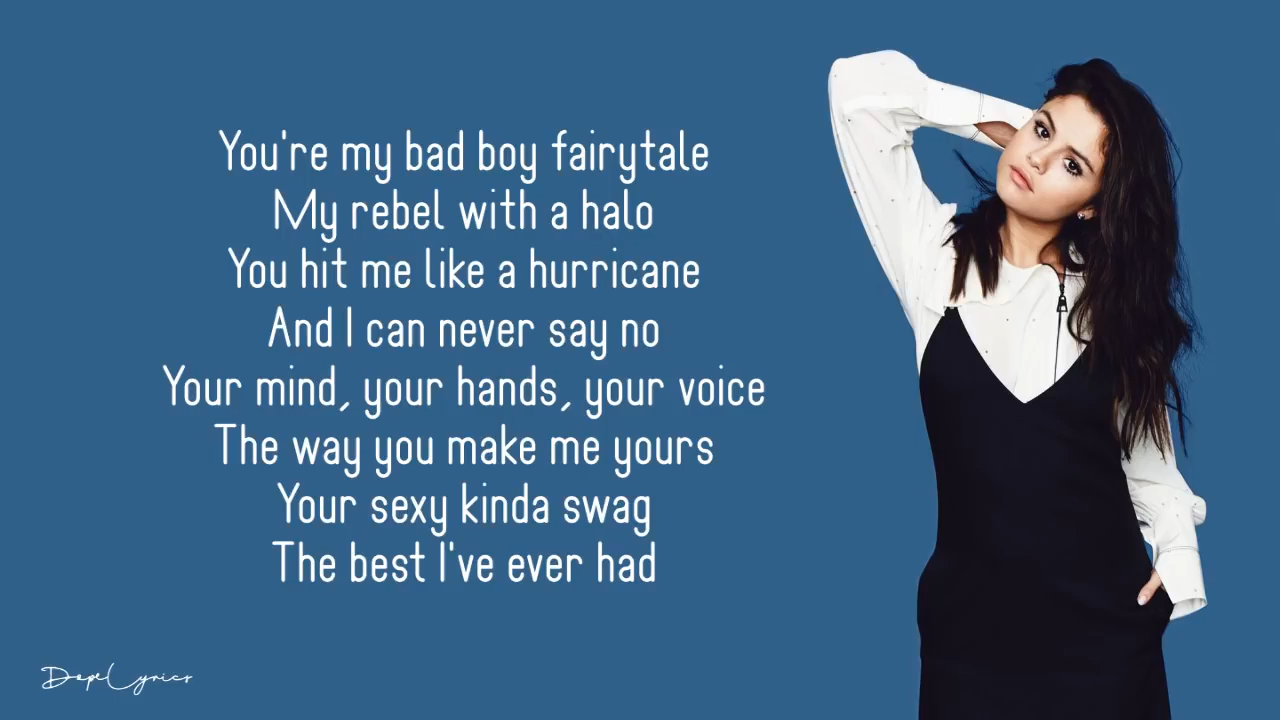 You're my bad boy fairytale
My rebel with a halo
You hit me like a hurricane
And I can never say no
Your mind, your hands, your voice
The way you make me yours
Your sexy kinda swag
The best I've ever had
DopeLyrics